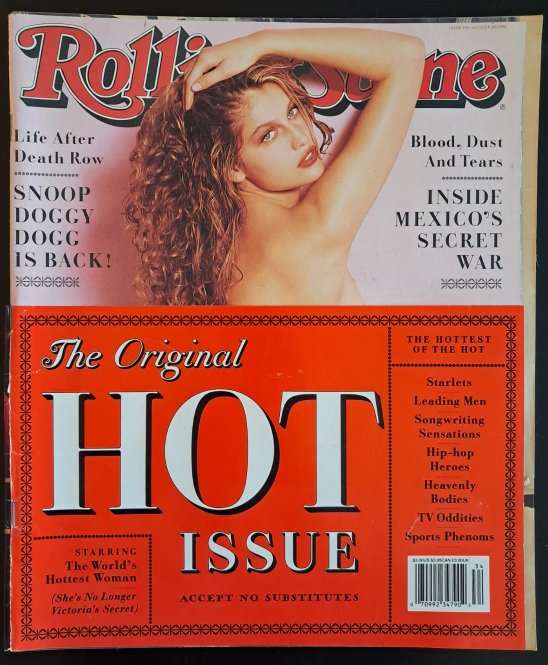 Rolling Stone
Life After
Death Row
SNOOP
DOGGY
DOGG
IS BACK!
Blood, Dust
And Tears
INSIDE
MEXICO'S
SECRET
WAR
The Original
HOT
ISSUE
ACCEPT NO SUBSTITUTES
STARRING
The World's
Hottest Woman
(She's No Longer
Victoria's Secret)
THE HOTTEST
OF THE HOT
Starlets
Leading Men
Songwriting
Sensations
Hip-hop
Heroes
Heavenly
Bodies
TV Oddities
Sports Phenoms
34